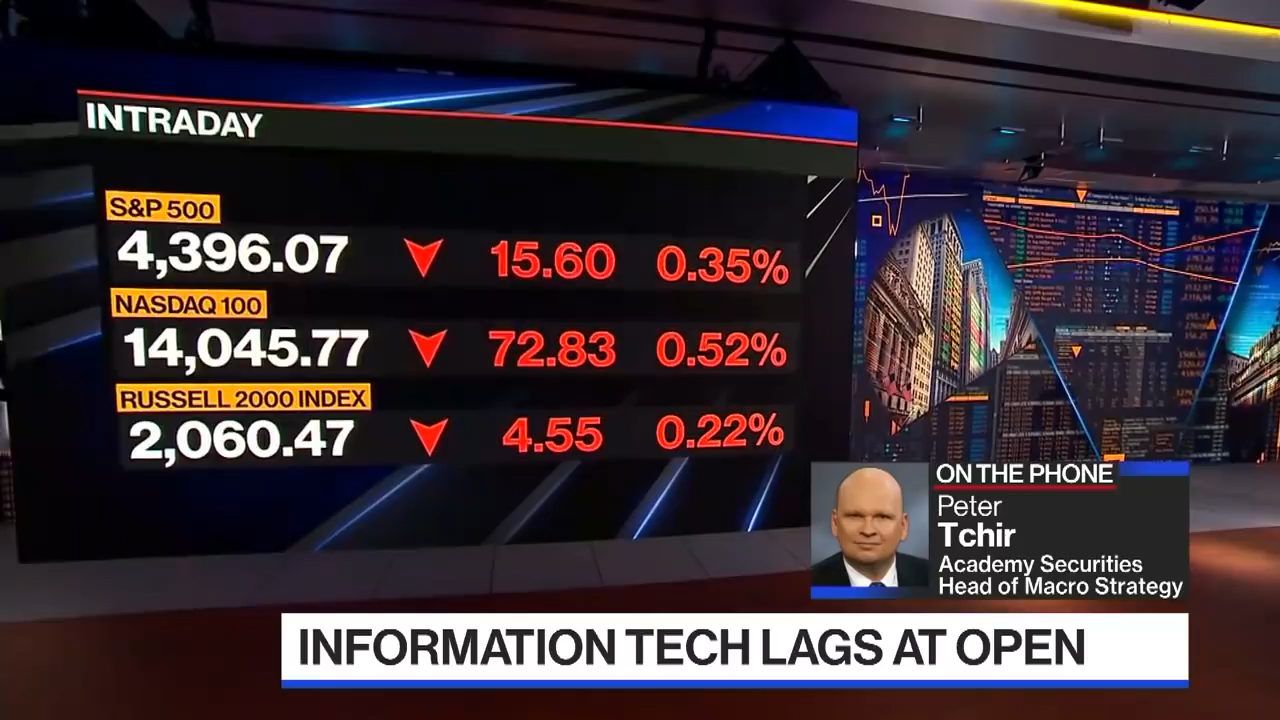 INTRADAY
S&P 500
4,396.07 15.60 0.35%
NASDAQ 100
14,045.77 72.83 0.52%
RUSSELL 2000 INDEX
2,060.47 4.55 0.22%
ON THE PHONE
Peter
Tchir
Academy Securities
Head of Macro Strategy
INFORMATION TECH LAGS AT OPEN